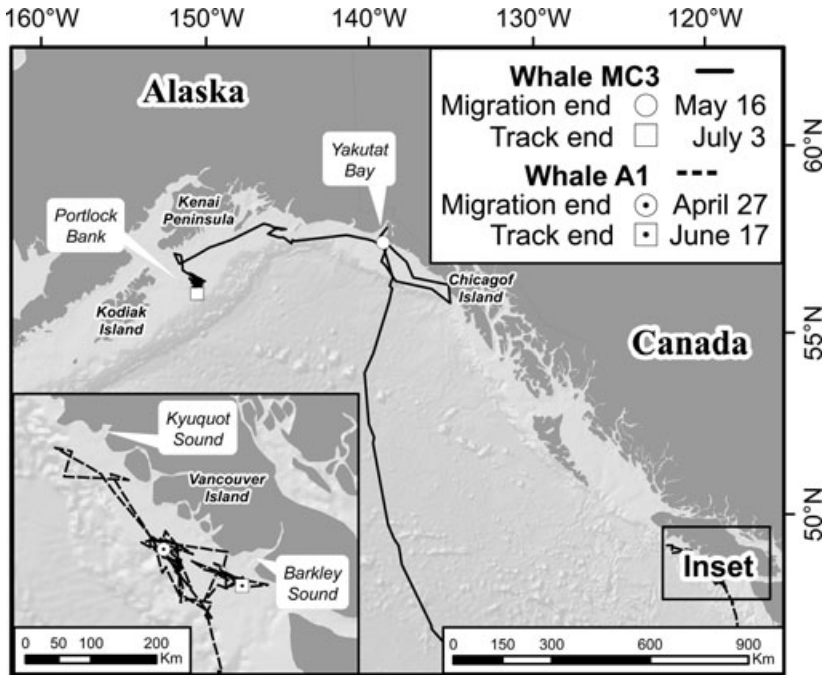 160°W 150°W 140°W 130°W 120°W
Alaska
Whale MC3
Migration end May 16
Track end July 3
Whale A1
Migration end April 27
Track end June 17
60°N
Yakutat
Bay
Kenai
Peninsula
Portlock
Bank
Chicagof
Island
Kodiak
Island
55°N
Canada
Kyuquot
Sound
Vancouver
Island
50°N
Inset
Barkley
Sound
0 50 100 200
Km
0 150 300 600 900
Km